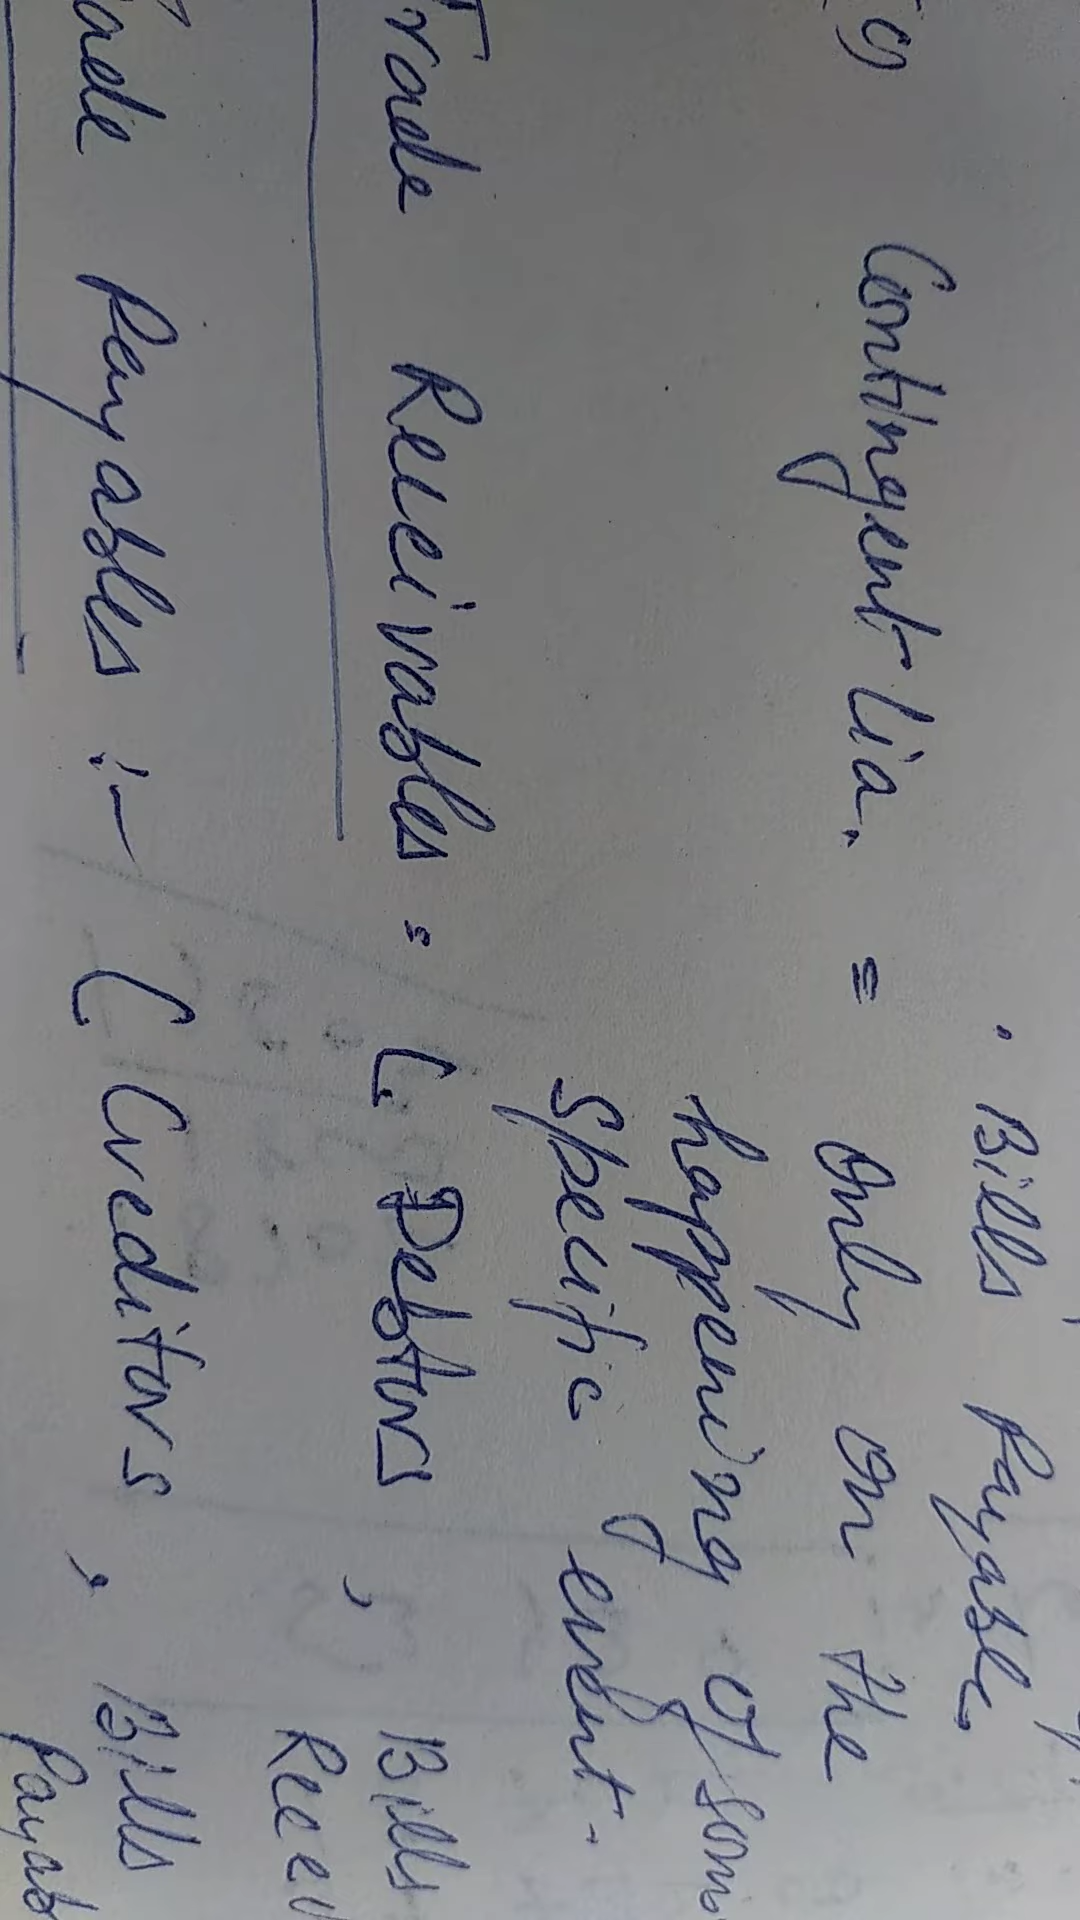 · Bills Payable
(c) Contingent Lia. = Only on the
happening of some
specific event.
Trade Receivables : ( Debtors , Bills
Recei
Trade Payables :- ( Creditors , Bills
Payab